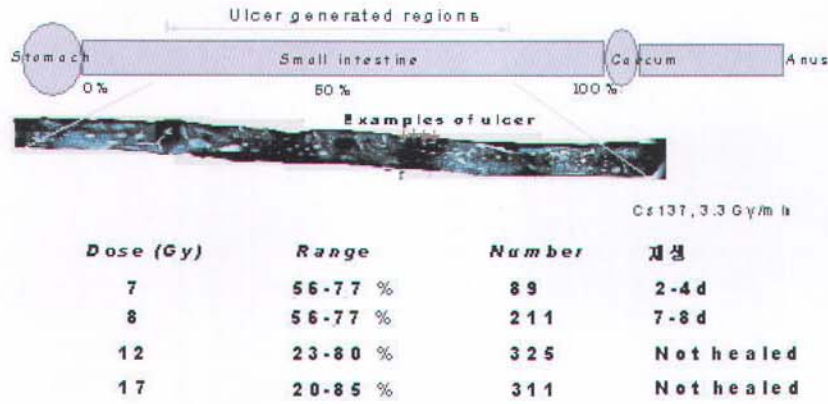 Ulcer generated regions
Stomach Small intestine Caecum Anus
0% 50% 100%
Examples of ulcer
Cs137, 3.3 Gy/min
Dose (Gy) Range Number 재생
7 56-77 % 89 2-4 d
8 56-77 % 211 7-8 d
12 23-80 % 325 Not healed
17 20-85 % 311 Not healed